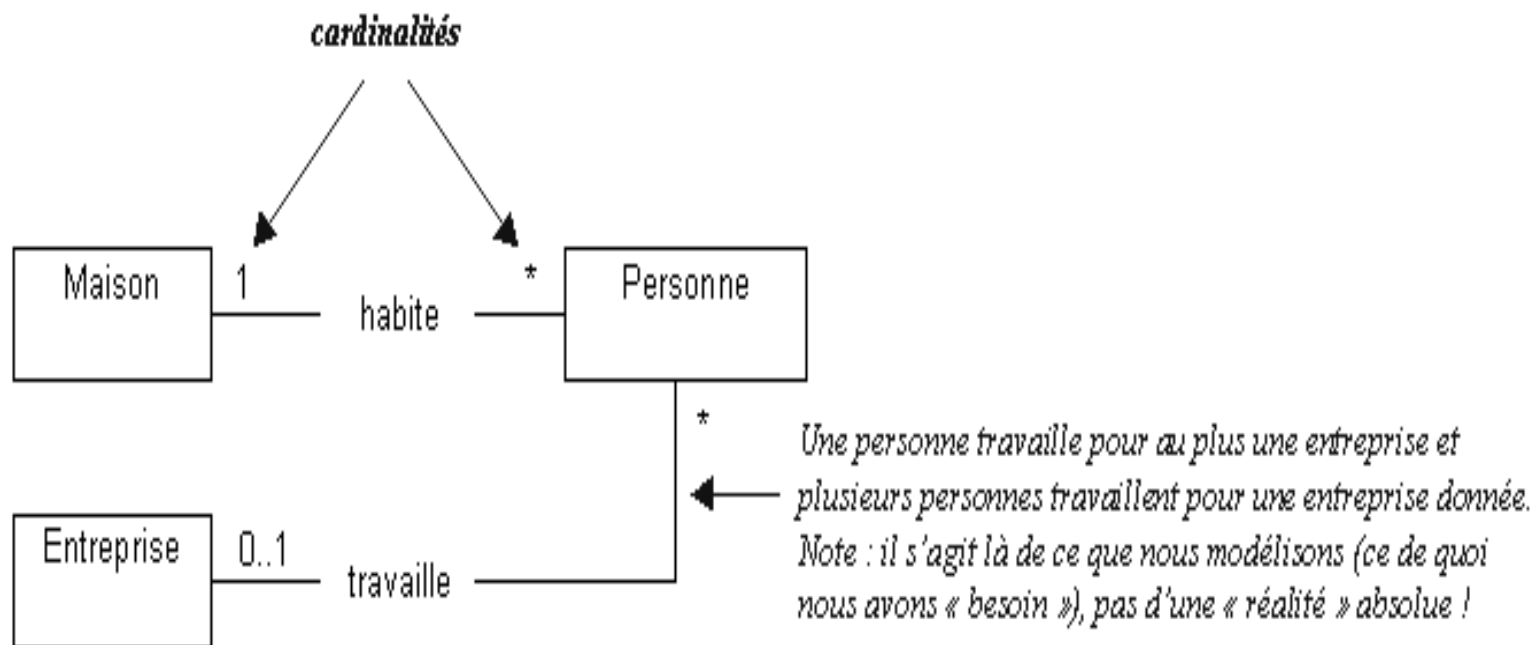 cardinalités
Maison
1
habite
*
Personne
*
Une personne travaille pour au plus une entreprise et
plusieurs personnes travaillent pour une entreprise donnée.
Note : il s'agit là de ce que nous modélisons (ce de quoi
nous avons « besoin »), pas d'une « réalité » absolue !
Entreprise
0..1
travaille